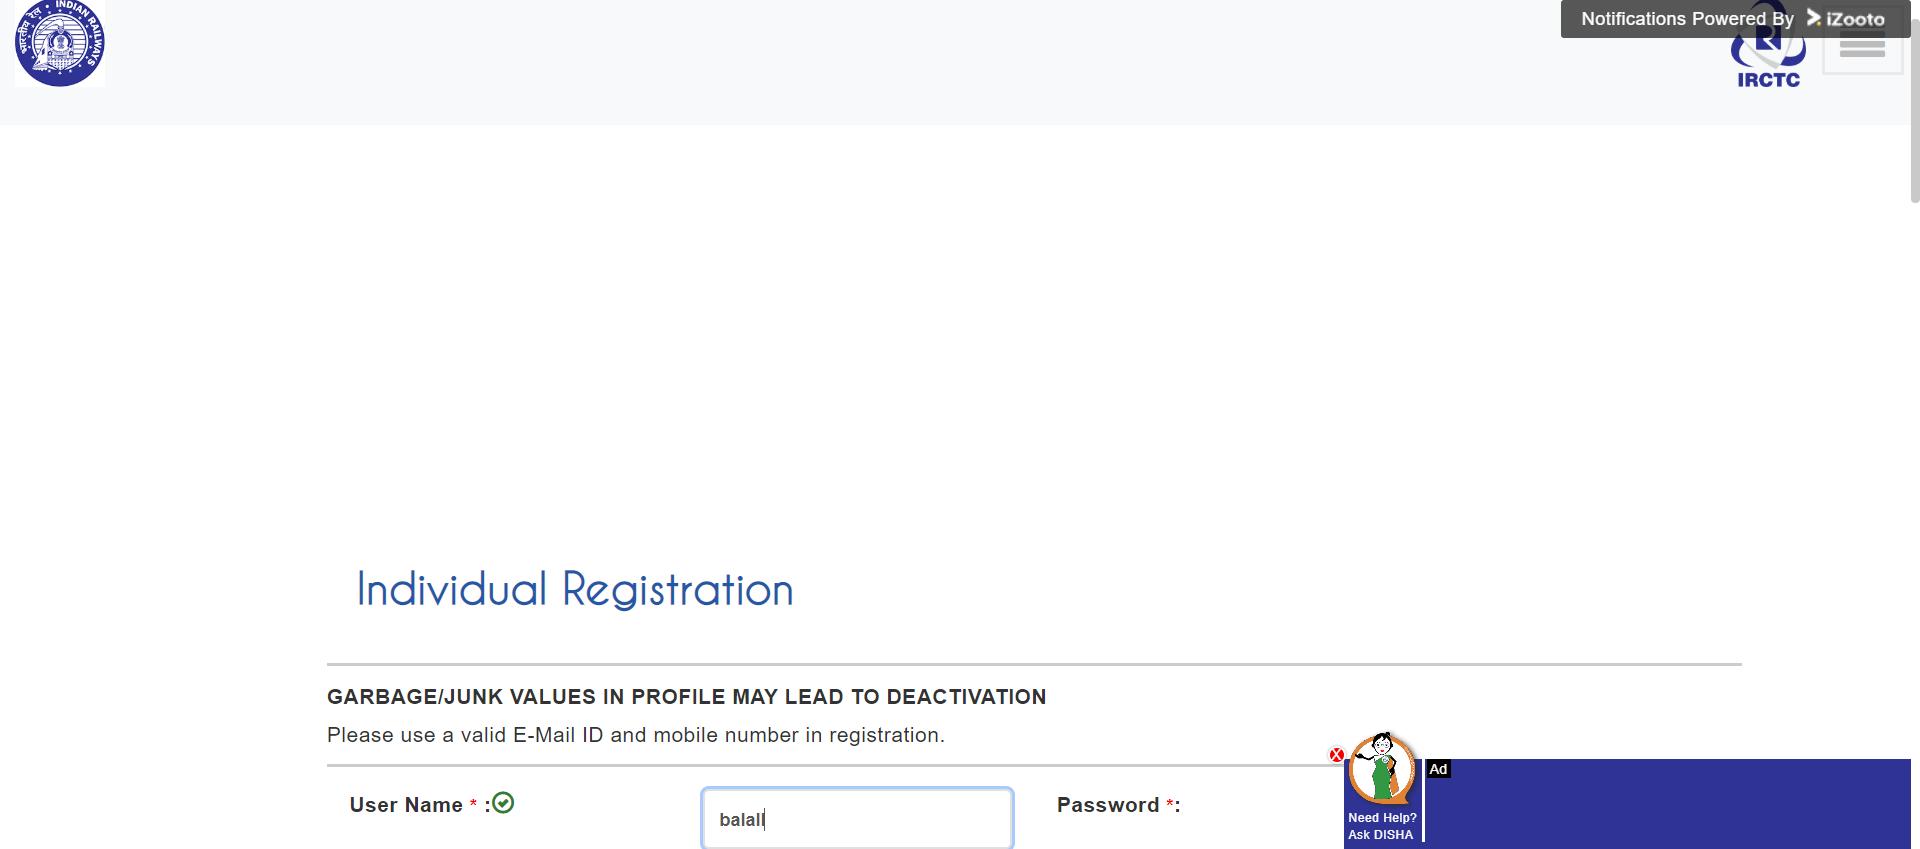 भारतीय रेल • INDIAN RAILWAYS
Notifications Powered By iZooto
IRCTC
Individual Registration
GARBAGE/JUNK VALUES IN PROFILE MAY LEAD TO DEACTIVATION
Please use a valid E-Mail ID and mobile number in registration.
User Name * :
balall
Password *:
X
Ad
Need Help?
Ask DISHA